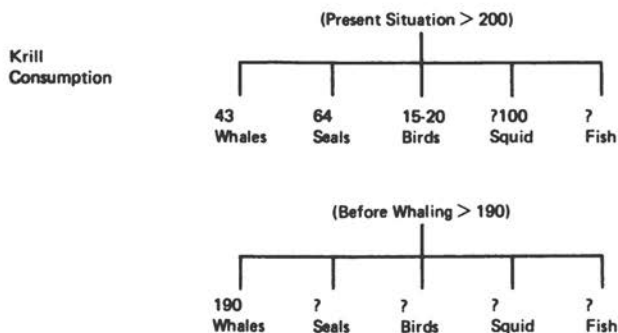 (Present Situation > 200)
Krill
Consumption
43 64 15-20 ?100 ?
Whales Seals Birds Squid Fish
(Before Whaling > 190)
190 ? ? ? ?
Whales Seals Birds Squid Fish